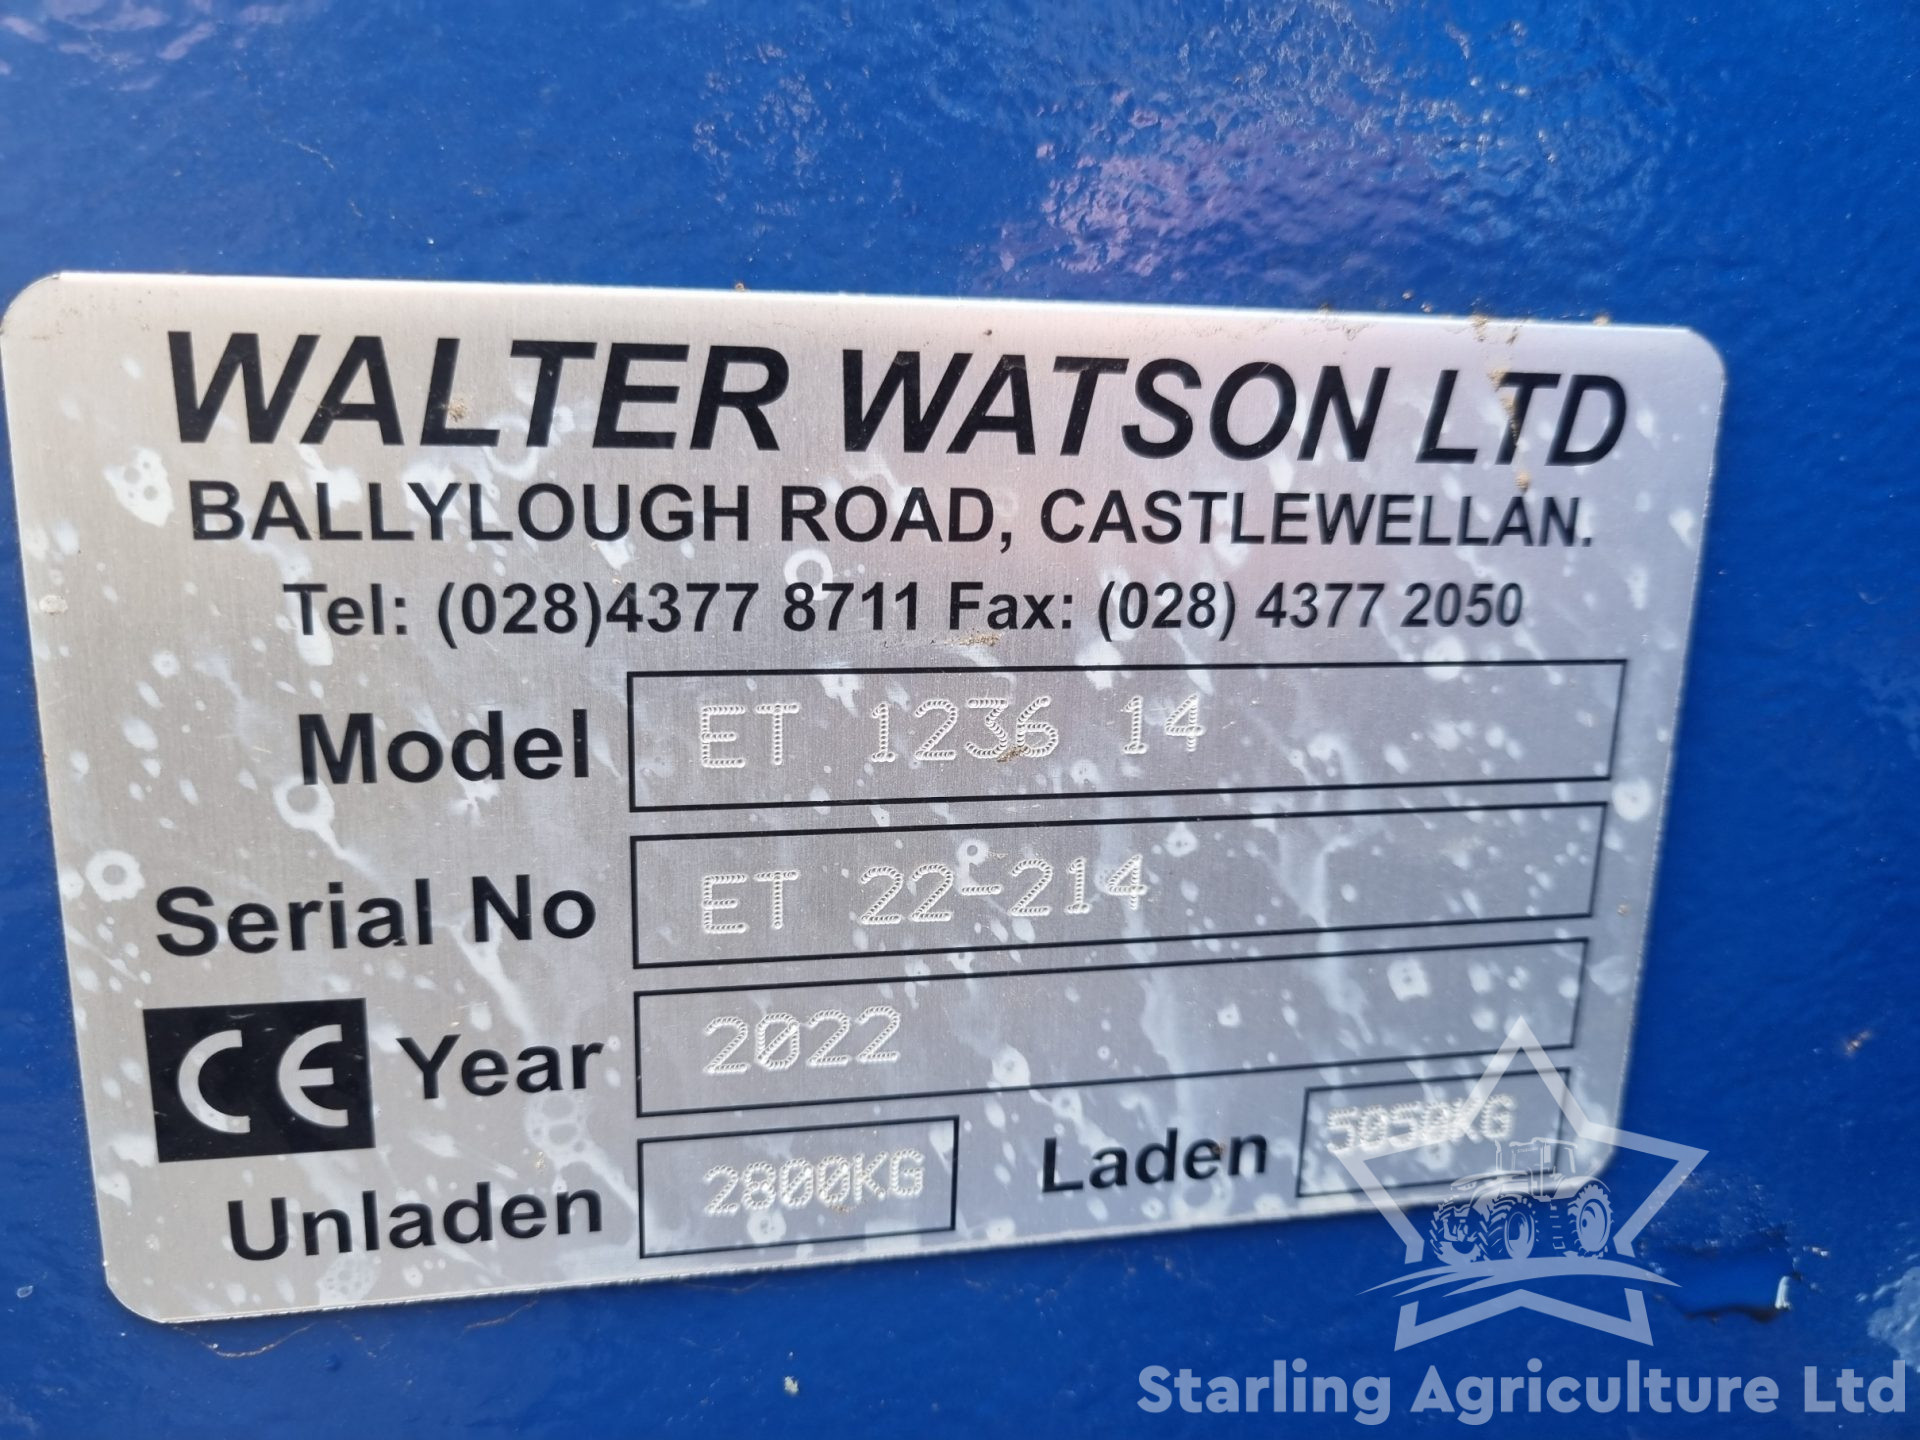 WALTER WATSON LTD
BALLYLOUGH ROAD, CASTLEWELLAN.
Tel: (028)4377 8711 Fax: (028) 4377 2050
Model ET 1236 14
Serial No ET 22-214
CE Year 2022
Unladen 2800KG Laden 5050KG
Starling Agriculture Ltd